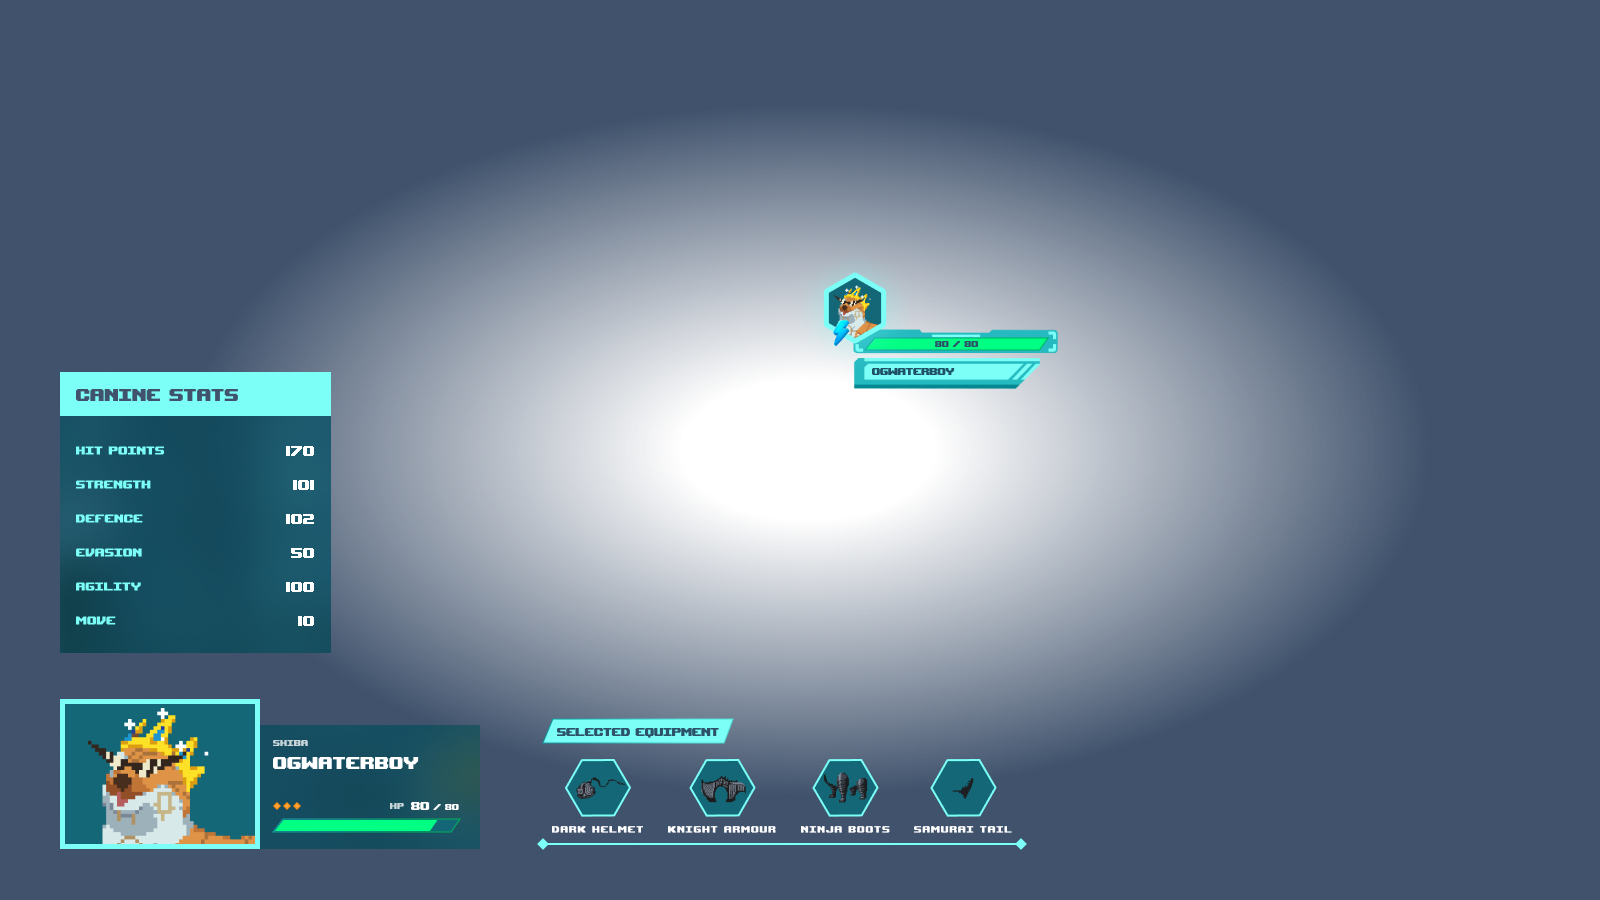 80 / 80
OGWATERBOY
CANINE STATS
HIT POINTS 170
STRENGTH 101
DEFENCE 102
EVASION 50
AGILITY 100
MOVE 10
SHIBA
OGWATERBOY
HP 80 / 80
SELECTED EQUIPMENT
DARK HELMET KNIGHT ARMOUR NINJA BOOTS SAMURAI TAIL